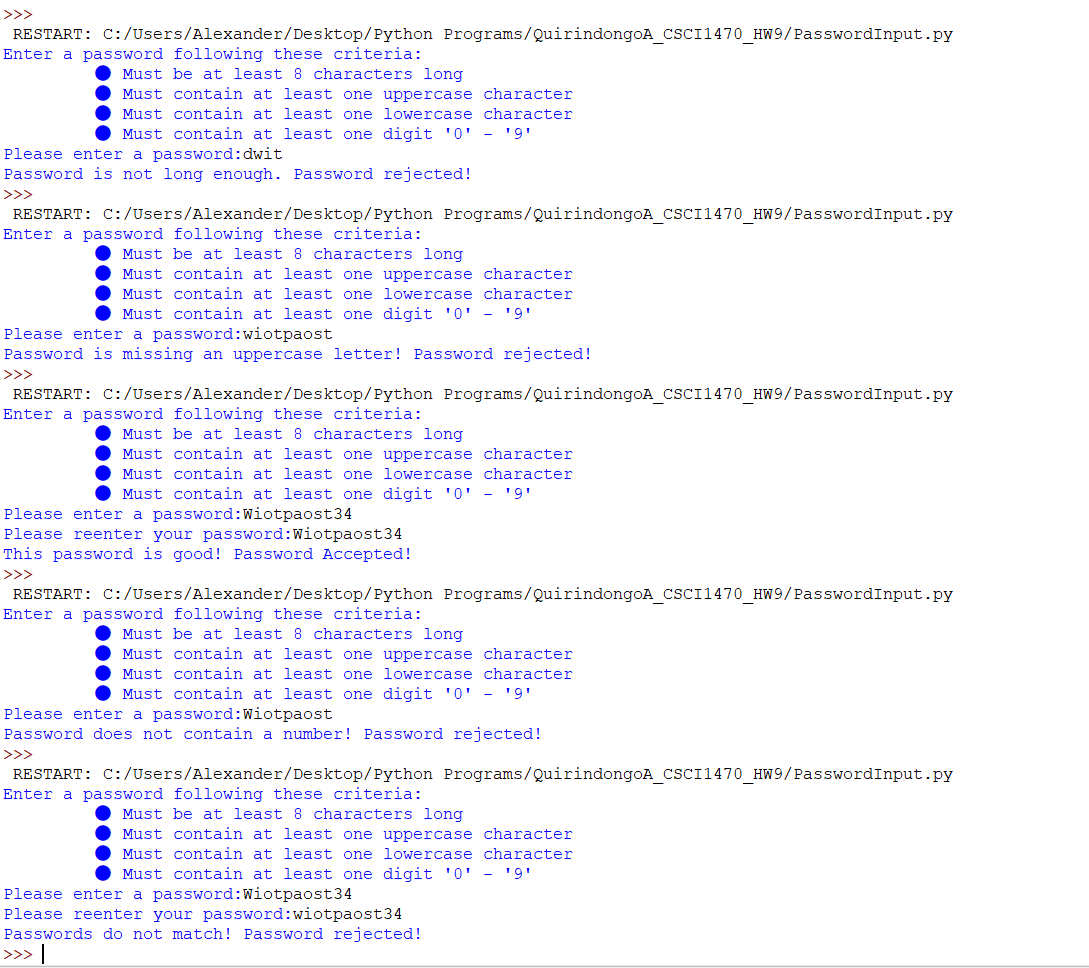 >>>
 RESTART: C:/Users/Alexander/Desktop/Python Programs/QuirindongoA_CSCI1470_HW9/PasswordInput.py
Enter a password following these criteria:
● Must be at least 8 characters long
● Must contain at least one uppercase character
● Must contain at least one lowercase character
● Must contain at least one digit '0' - '9'
Please enter a password:dwit
Password is not long enough. Password rejected!
>>>
 RESTART: C:/Users/Alexander/Desktop/Python Programs/QuirindongoA_CSCI1470_HW9/PasswordInput.py
Enter a password following these criteria:
● Must be at least 8 characters long
● Must contain at least one uppercase character
● Must contain at least one lowercase character
● Must contain at least one digit '0' - '9'
Please enter a password:wiotpaost
Password is missing an uppercase letter! Password rejected!
>>>
 RESTART: C:/Users/Alexander/Desktop/Python Programs/QuirindongoA_CSCI1470_HW9/PasswordInput.py
Enter a password following these criteria:
● Must be at least 8 characters long
● Must contain at least one uppercase character
● Must contain at least one lowercase character
● Must contain at least one digit '0' - '9'
Please enter a password:Wiotpaost34
Please reenter your password:Wiotpaost34
This password is good! Password Accepted!
>>>
 RESTART: C:/Users/Alexander/Desktop/Python Programs/QuirindongoA_CSCI1470_HW9/PasswordInput.py
Enter a password following these criteria:
● Must be at least 8 characters long
● Must contain at least one uppercase character
● Must contain at least one lowercase character
● Must contain at least one digit '0' - '9'
Please enter a password:Wiotpaost
Password does not contain a number! Password rejected!
>>>
 RESTART: C:/Users/Alexander/Desktop/Python Programs/QuirindongoA_CSCI1470_HW9/PasswordInput.py
Enter a password following these criteria:
● Must be at least 8 characters long
● Must contain at least one uppercase character
● Must contain at least one lowercase character
● Must contain at least one digit '0' - '9'
Please enter a password:Wiotpaost34
Please reenter your password:wiotpaost34
Passwords do not match! Password rejected!
>>>